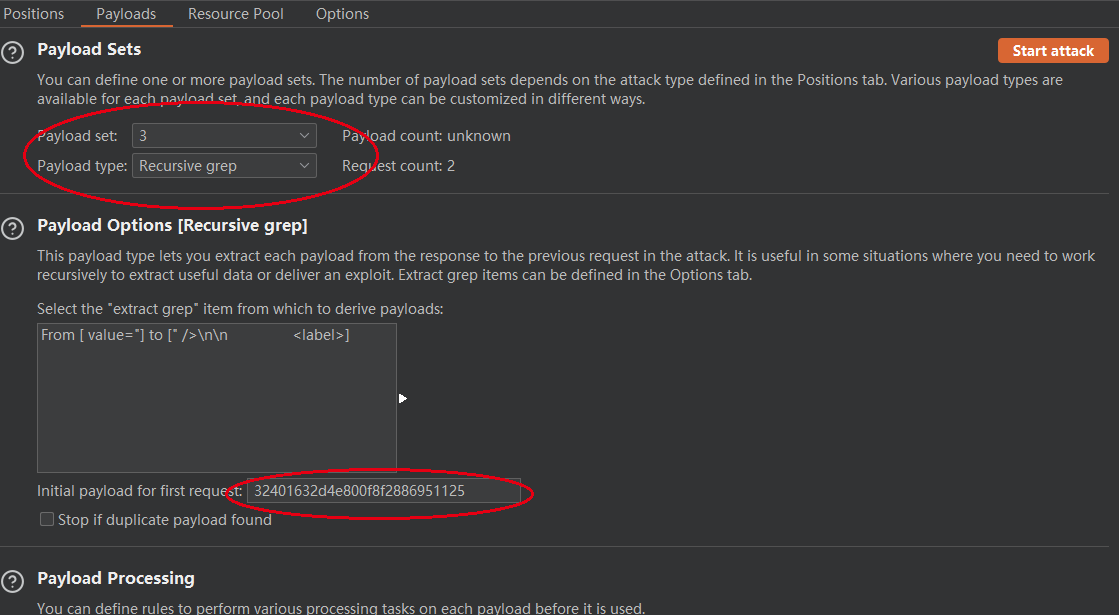 Positions Payloads Resource Pool Options
Payload Sets
Start attack
You can define one or more payload sets. The number of payload sets depends on the attack type defined in the Positions tab. Various payload types are
available for each payload set, and each payload type can be customized in different ways.
Payload set: 3 Payload count: unknown
Payload type: Recursive grep Request count: 2
Payload Options [Recursive grep]
This payload type lets you extract each payload from the response to the previous request in the attack. It is useful in some situations where you need to work
recursively to extract useful data or deliver an exploit. Extract grep items can be defined in the Options tab.
Select the "extract grep" item from which to derive payloads:
From [ value="] to [" />\n\n <label>]
Initial payload for first request: 32401632d4e800f8f2886951125
Stop if duplicate payload found
Payload Processing
You can define rules to perform various processing tasks on each payload before it is used.